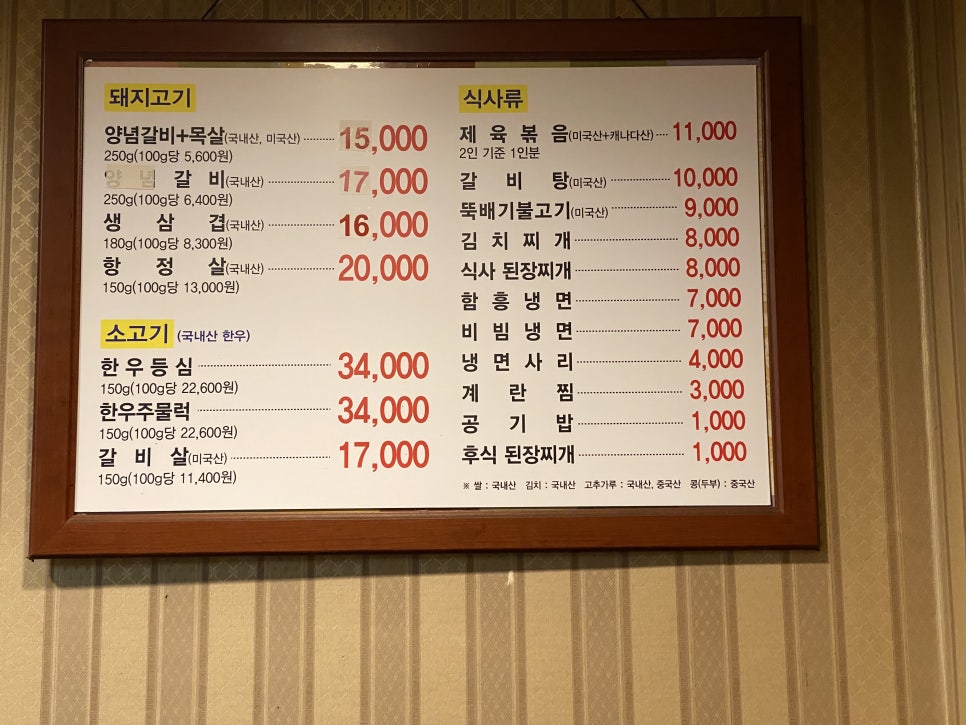 돼지고기
양념갈비+목살(국내산, 미국산) 15,000
250g(100g당 5,600원)
양념 갈비(국내산) 17,000
250g(100g당 6,400원)
생삼겹(국내산) 16,000
180g(100g당 8,300원)
항정살(국내산) 20,000
150g(100g당 13,000원)
소고기 (국내산 한우)
한우등심 34,000
150g(100g당 22,600원)
한우주물럭 34,000
150g(100g당 22,600원)
갈비살(미국산) 17,000
150g(100g당 11,400원)
식사류
제육볶음(미국산+캐나다산) 11,000
2인 기준 1인분
갈비탕(미국산) 10,000
뚝배기불고기(미국산) 9,000
김치찌개 8,000
식사 된장찌개 8,000
함흥냉면 7,000
비빔냉면 7,000
냉면사리 4,000
계란찜 3,000
공기밥 1,000
후식 된장찌개 1,000
※ 쌀 : 국내산 김치 : 국내산 고추가루 : 국내산, 중국산 콩(두부) : 중국산